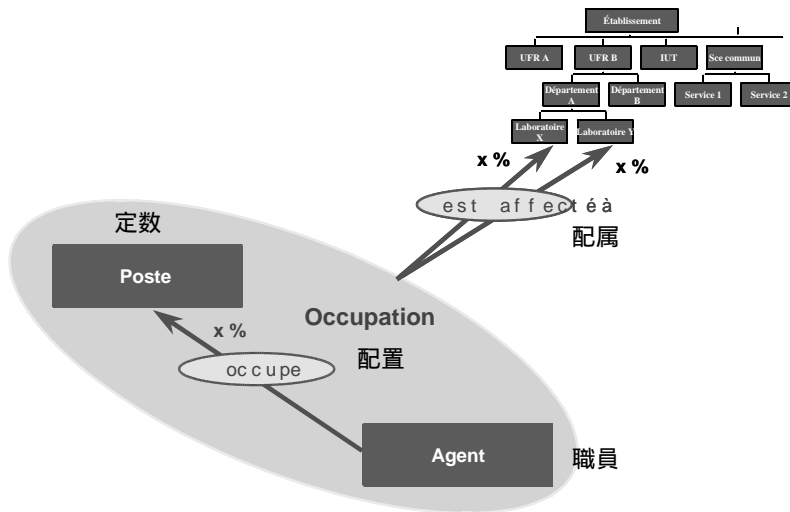 Établissement
UFR A
UFR B
IUT
Sce commun
Département
A
Département
B
Service 1
Service 2
Laboratoire
X
Laboratoire Y
x %
x %
est affectéà
配属
定数
Poste
Occupation
x %
配置
occupe
Agent
職員